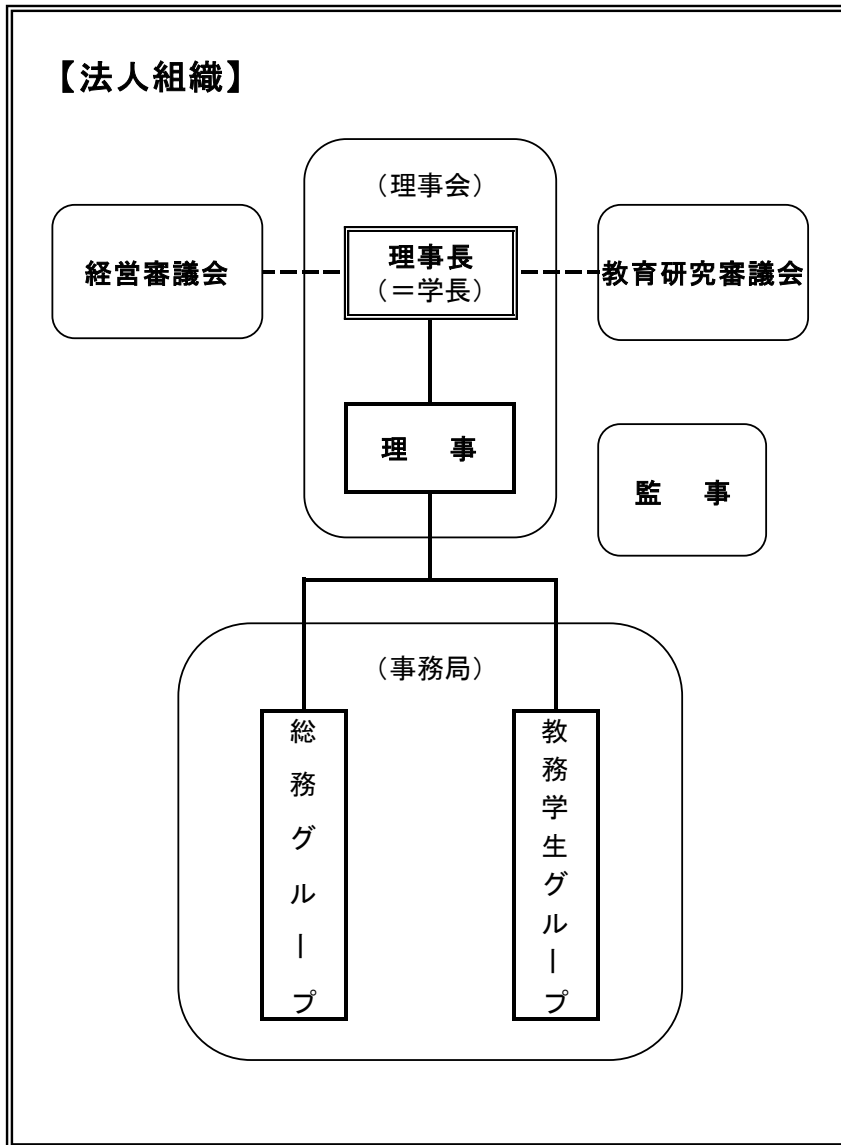 【法人組織】
（理事会）
経営審議会
理事長
（＝学長）
教育研究審議会
理　事
監　事
（事務局）
総務グループ
教務学生グループ